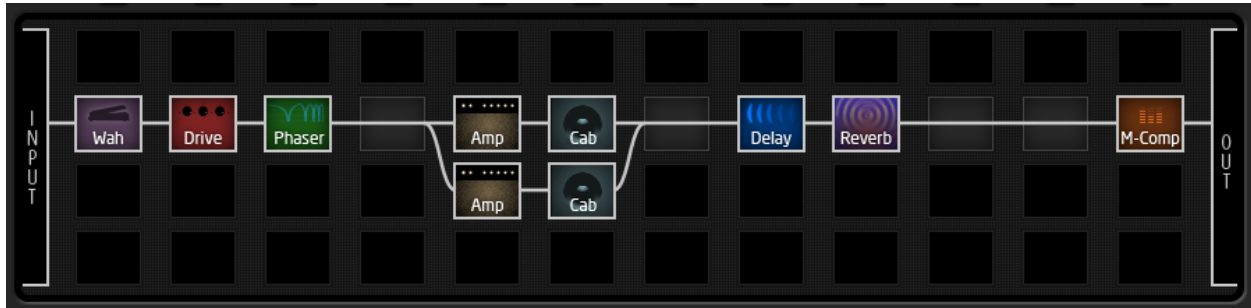 INPUT
Wah
Drive
Phaser
Amp
Cab
Delay
Reverb
M-Comp
OUT
Amp
Cab